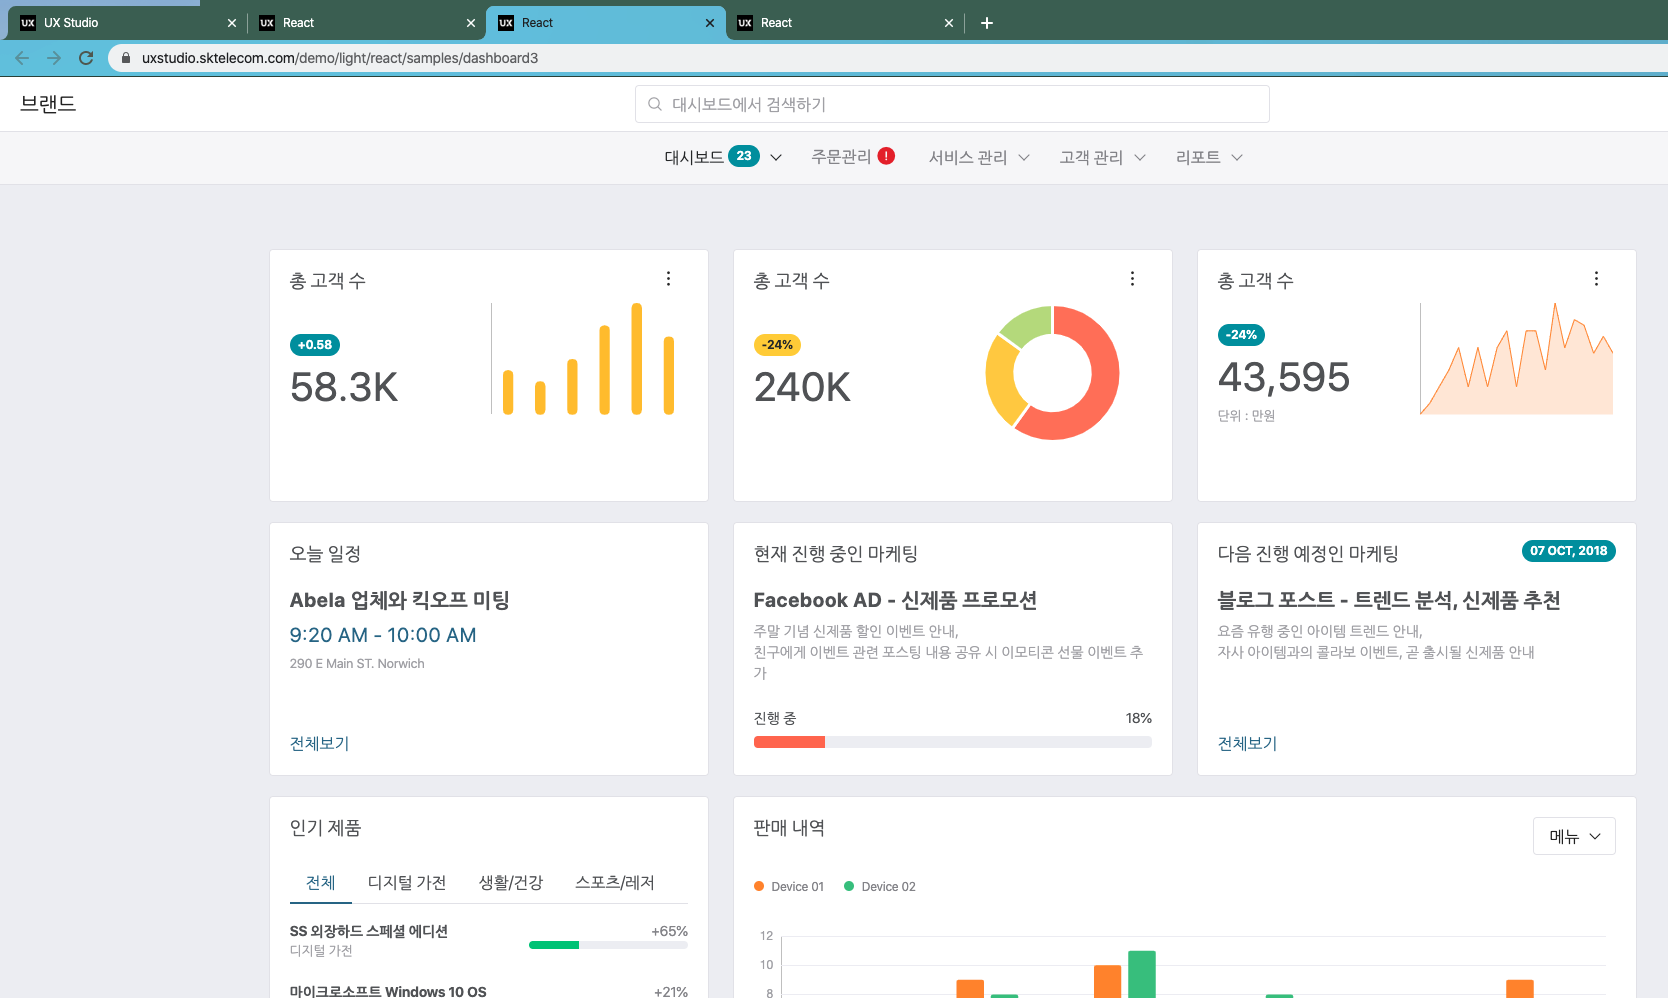 UX UX Studio
UX React
UX React
UX React
uxstudio.sktelecom.com/demo/light/react/samples/dashboard3
브랜드
대시보드에서 검색하기
대시보드 23
주문관리 !
서비스 관리
고객 관리
리포트
총 고객 수
+0.58
58.3K
총 고객 수
-24%
240K
총 고객 수
-24%
43,595
단위 : 만원
오늘 일정
Abela 업체와 킥오프 미팅
9:20 AM - 10:00 AM
290 E Main ST. Norwich
전체보기
현재 진행 중인 마케팅
Facebook AD - 신제품 프로모션
주말 기념 신제품 할인 이벤트 안내,
친구에게 이벤트 관련 포스팅 내용 공유 시 이모티콘 선물 이벤트 추
가
진행 중
18%
다음 진행 예정인 마케팅
07 OCT, 2018
블로그 포스트 - 트렌드 분석, 신제품 추천
요즘 유행 중인 아이템 트렌드 안내,
자사 아이템과의 콜라보 이벤트, 곧 출시될 신제품 안내
전체보기
인기 제품
전체
디지털 가전
생활/건강
스포츠/레저
SS 외장하드 스페셜 에디션
+65%
디지털 가전
마이크로소프트 Windows 10 OS
+21%
판매 내역
메뉴
Device 01
Device 02
12
10
8